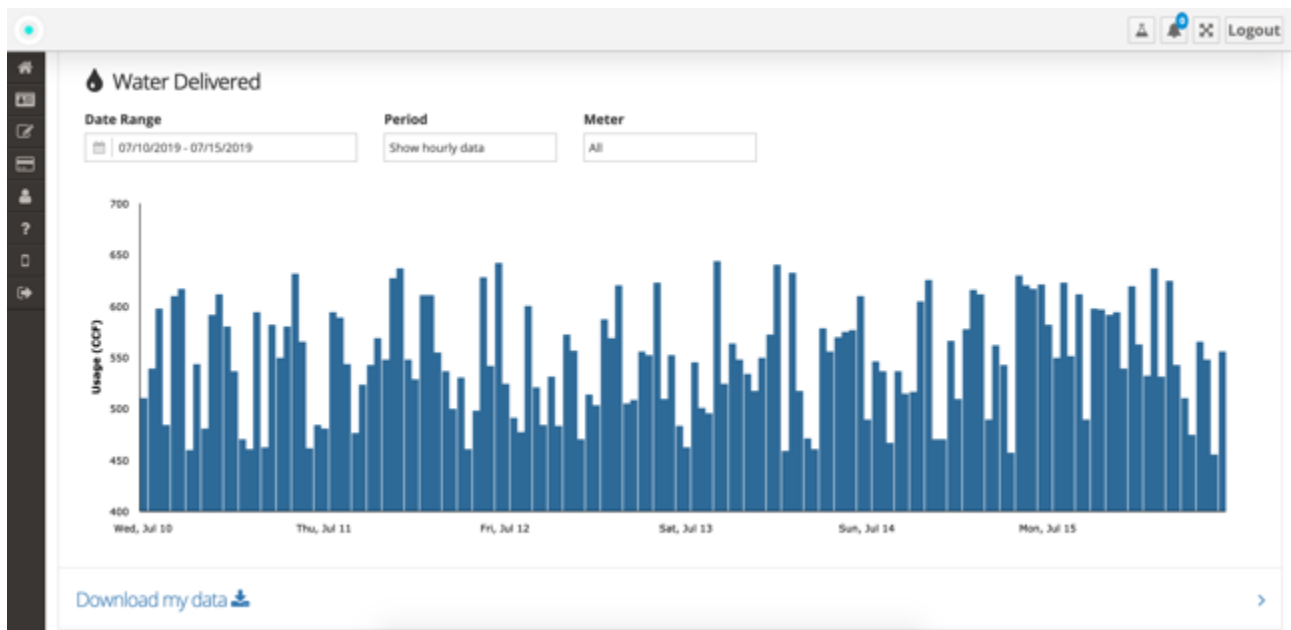 0
Logout
Water Delivered
Date Range Period Meter
07/10/2019 - 07/15/2019 Show hourly data All
700
650
600
550
500
450
400
Usage (CCF)
Wed, Jul 10 Thu, Jul 11 Fri, Jul 12 Sat, Jul 13 Sun, Jul 14 Mon, Jul 15
Download my data